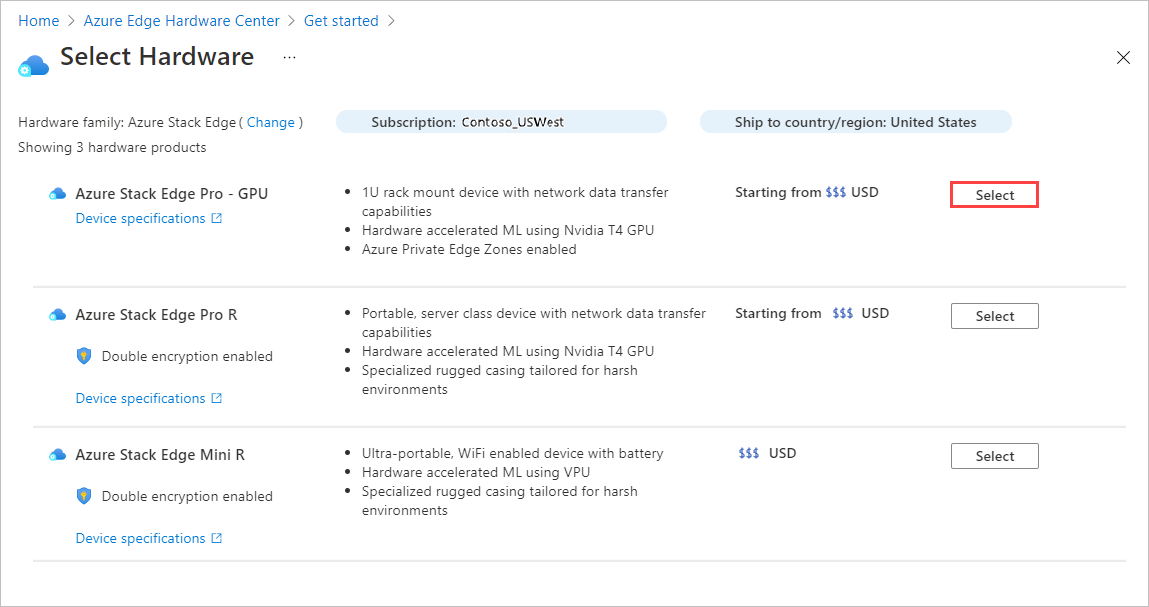 Home > Azure Edge Hardware Center > Get started >
Select Hardware ...
Hardware family: Azure Stack Edge ( Change )
Subscription: Contoso_USWest
Ship to country/region: United States
Showing 3 hardware products
Azure Stack Edge Pro - GPU
Device specifications
• 1U rack mount device with network data transfer
capabilities
• Hardware accelerated ML using Nvidia T4 GPU
• Azure Private Edge Zones enabled
Starting from $$$ USD
Select
Azure Stack Edge Pro R
Double encryption enabled
Device specifications
• Portable, server class device with network data transfer
capabilities
• Hardware accelerated ML using Nvidia T4 GPU
• Specialized rugged casing tailored for harsh
environments
Starting from $$$ USD
Select
Azure Stack Edge Mini R
Double encryption enabled
Device specifications
• Ultra-portable, WiFi enabled device with battery
• Hardware accelerated ML using VPU
• Specialized rugged casing tailored for harsh
environments
$$$ USD
Select